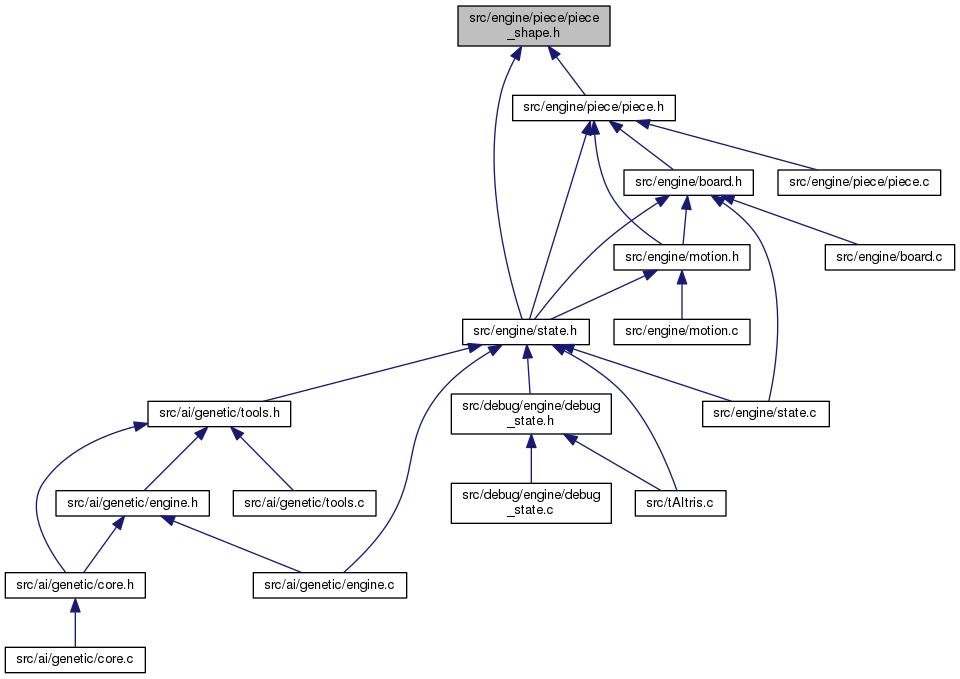 src/engine/piece/piece
_shape.h
src/engine/piece/piece.h
src/engine/board.h
src/engine/piece/piece.c
src/engine/motion.h
src/engine/board.c
src/engine/state.h
src/engine/motion.c
src/ai/genetic/tools.h
src/debug/engine/debug
_state.h
src/engine/state.c
src/ai/genetic/engine.h
src/ai/genetic/tools.c
src/debug/engine/debug
_state.c
src/tAItris.c
src/ai/genetic/core.h
src/ai/genetic/engine.c
src/ai/genetic/core.c